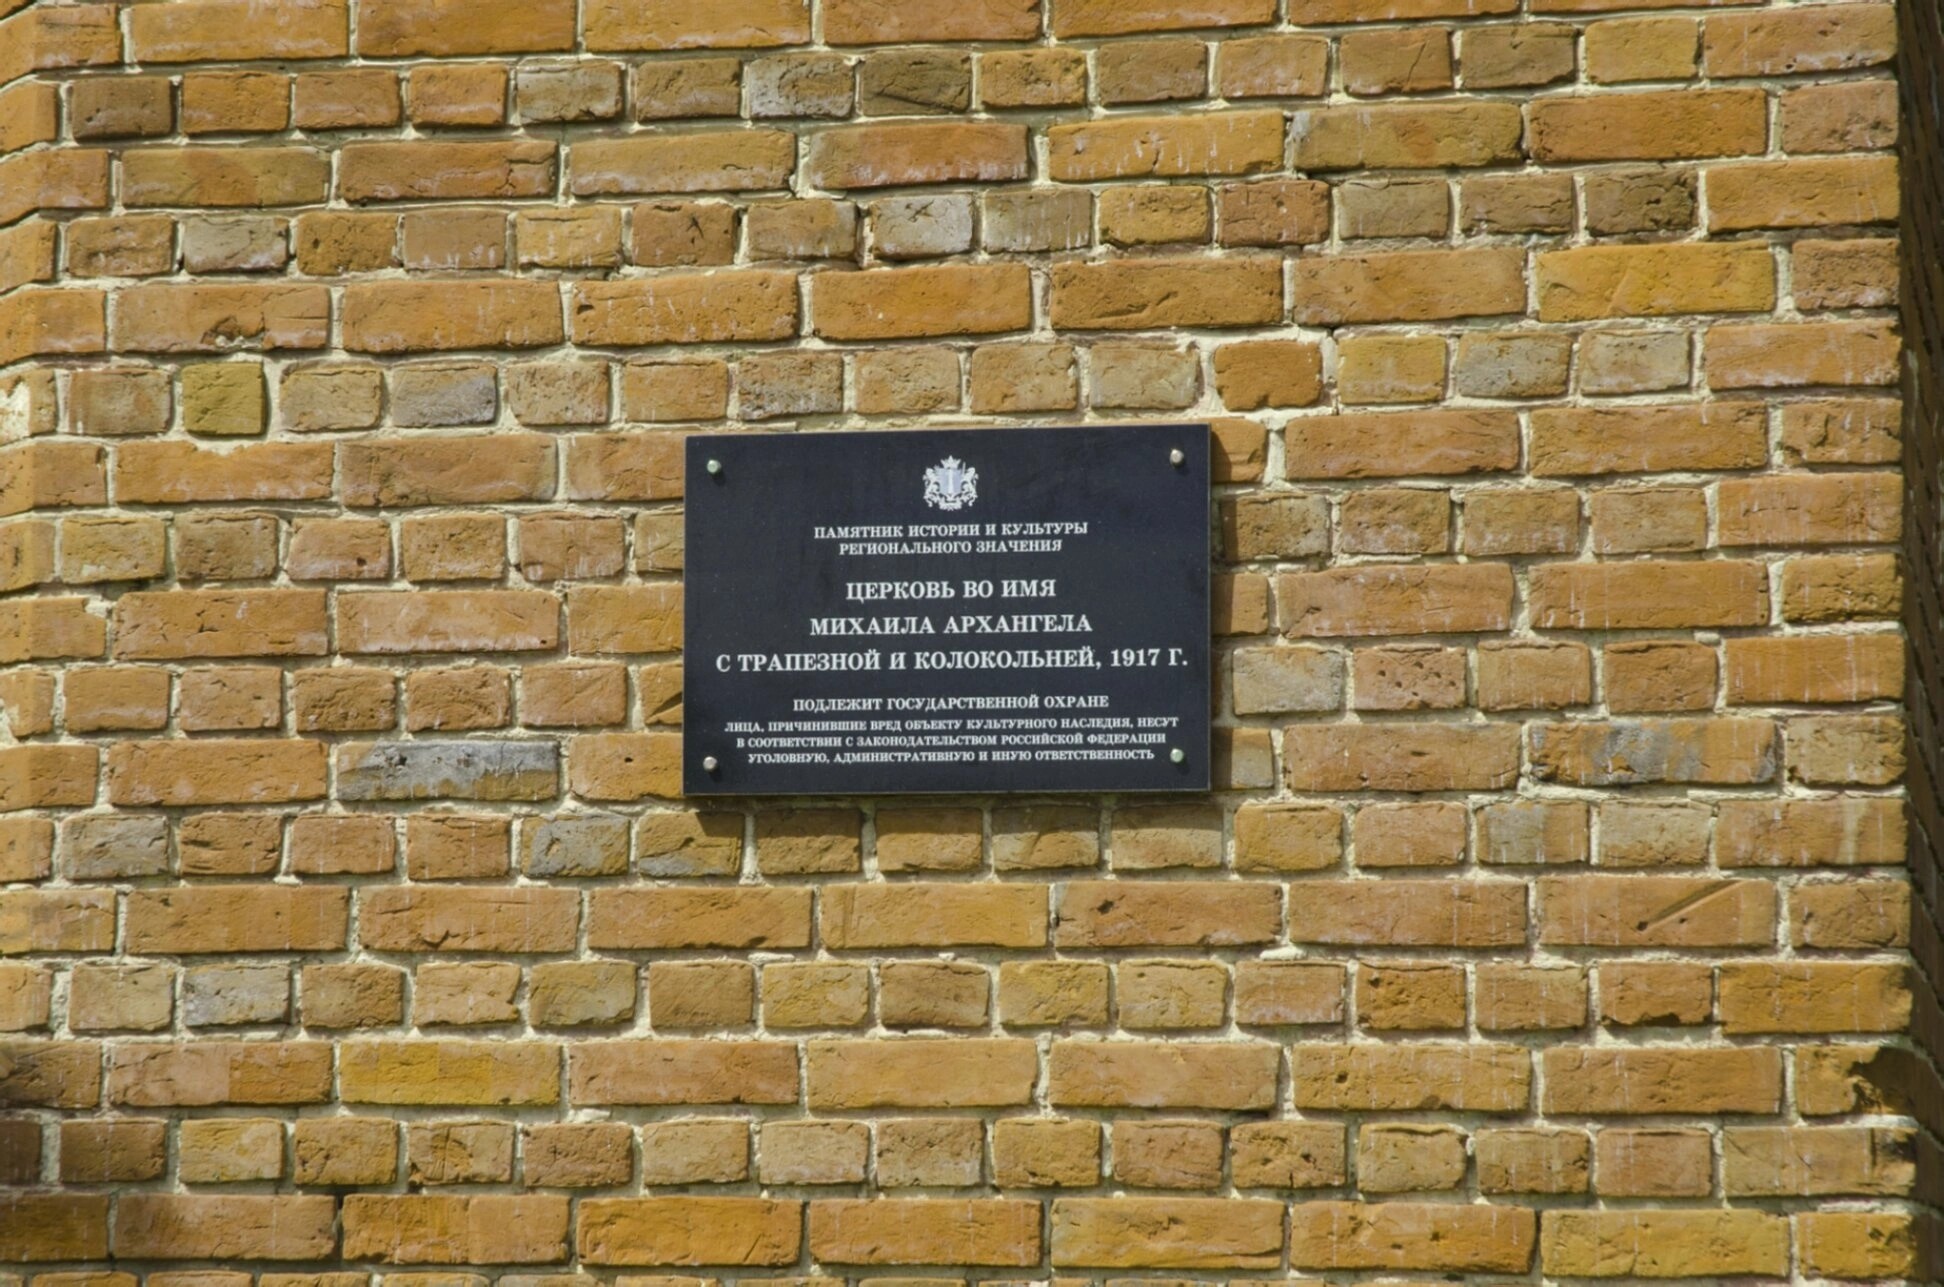 ПАМЯТНИК ИСТОРИИ И КУЛЬТУРЫ
РЕГИОНАЛЬНОГО ЗНАЧЕНИЯ
ЦЕРКОВЬ ВО ИМЯ
МИХАИЛА АРХАНГЕЛА
С ТРАПЕЗНОЙ И КОЛОКОЛЬНЕЙ, 1917 Г.
ПОДЛЕЖИТ ГОСУДАРСТВЕННОЙ ОХРАНЕ
ЛИЦА, ПРИЧИНИВШИЕ ВРЕД ОБЪЕКТУ КУЛЬТУРНОГО НАСЛЕДИЯ, НЕСУТ
В СООТВЕТСТВИИ С ЗАКОНОДАТЕЛЬСТВОМ РОССИЙСКОЙ ФЕДЕРАЦИИ
УГОЛОВНУЮ, АДМИНИСТРАТИВНУЮ И ИНУЮ ОТВЕТСТВЕННОСТЬ